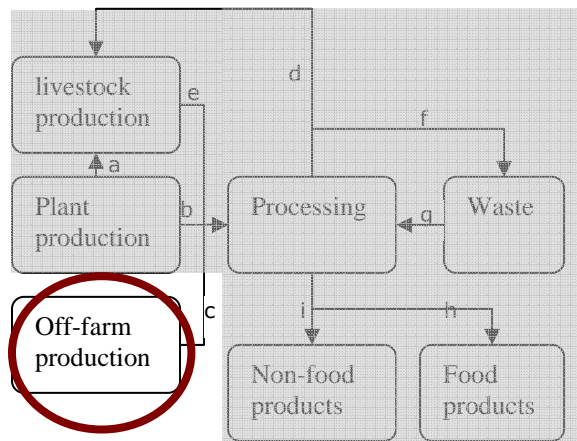 d
livestock
production
e
f
a
Plant
production
b
Processing
g
Waste
Off-farm
production
c
i
h
Non-food
products
Food
products